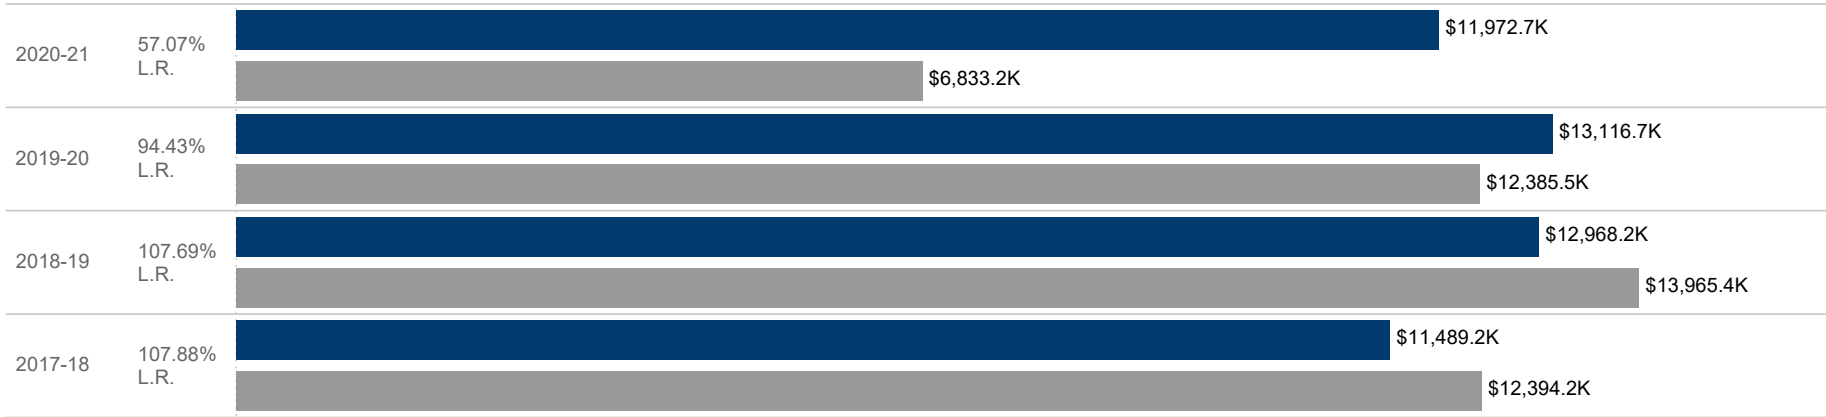 $11,972.7K
2020-21
57.07%
L.R.
$6,833.2K
$13,116.7K
2019-20
94.43%
L.R.
$12,385.5K
$12,968.2K
2018-19
107.69%
L.R.
$13,965.4K
$11,489.2K
2017-18
107.88%
L.R.
$12,394.2K